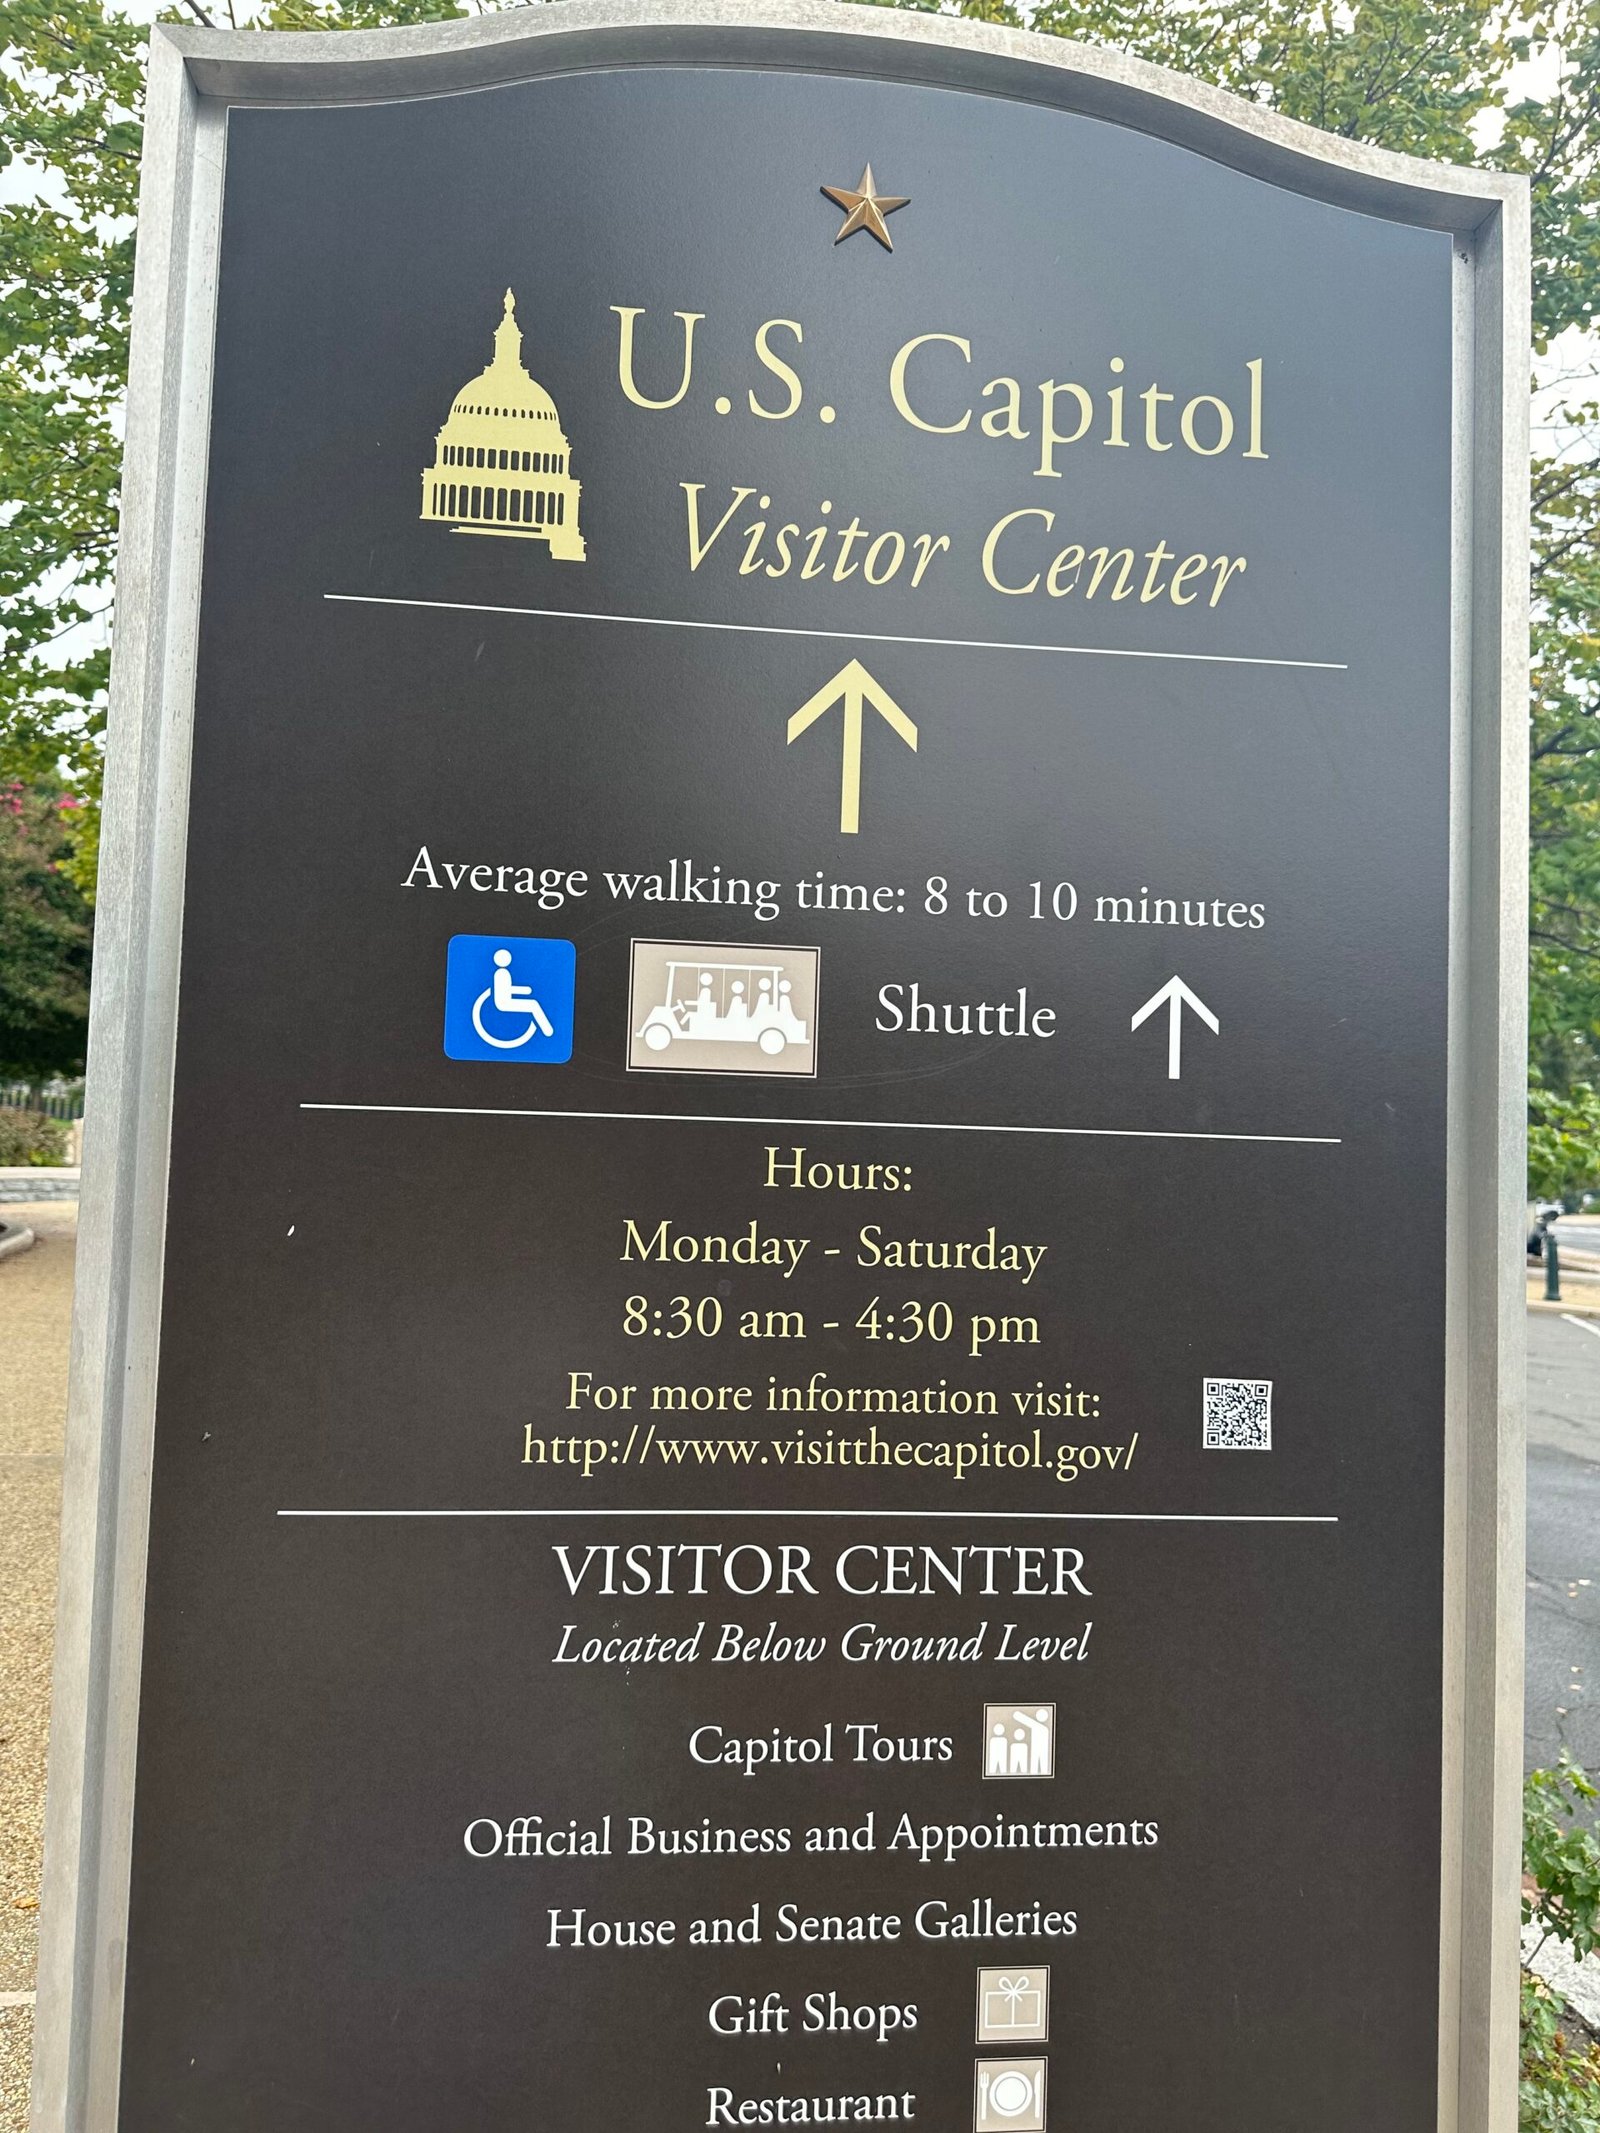 U.S. Capitol
Visitor Center
Average walking time: 8 to 10 minutes
Shuttle
Hours:
Monday - Saturday
8:30 am - 4:30 pm
For more information visit:
http://www.visitthecapitol.gov/
VISITOR CENTER
Located Below Ground Level
Capitol Tours
Official Business and Appointments
House and Senate Galleries
Gift Shops
Restaurant